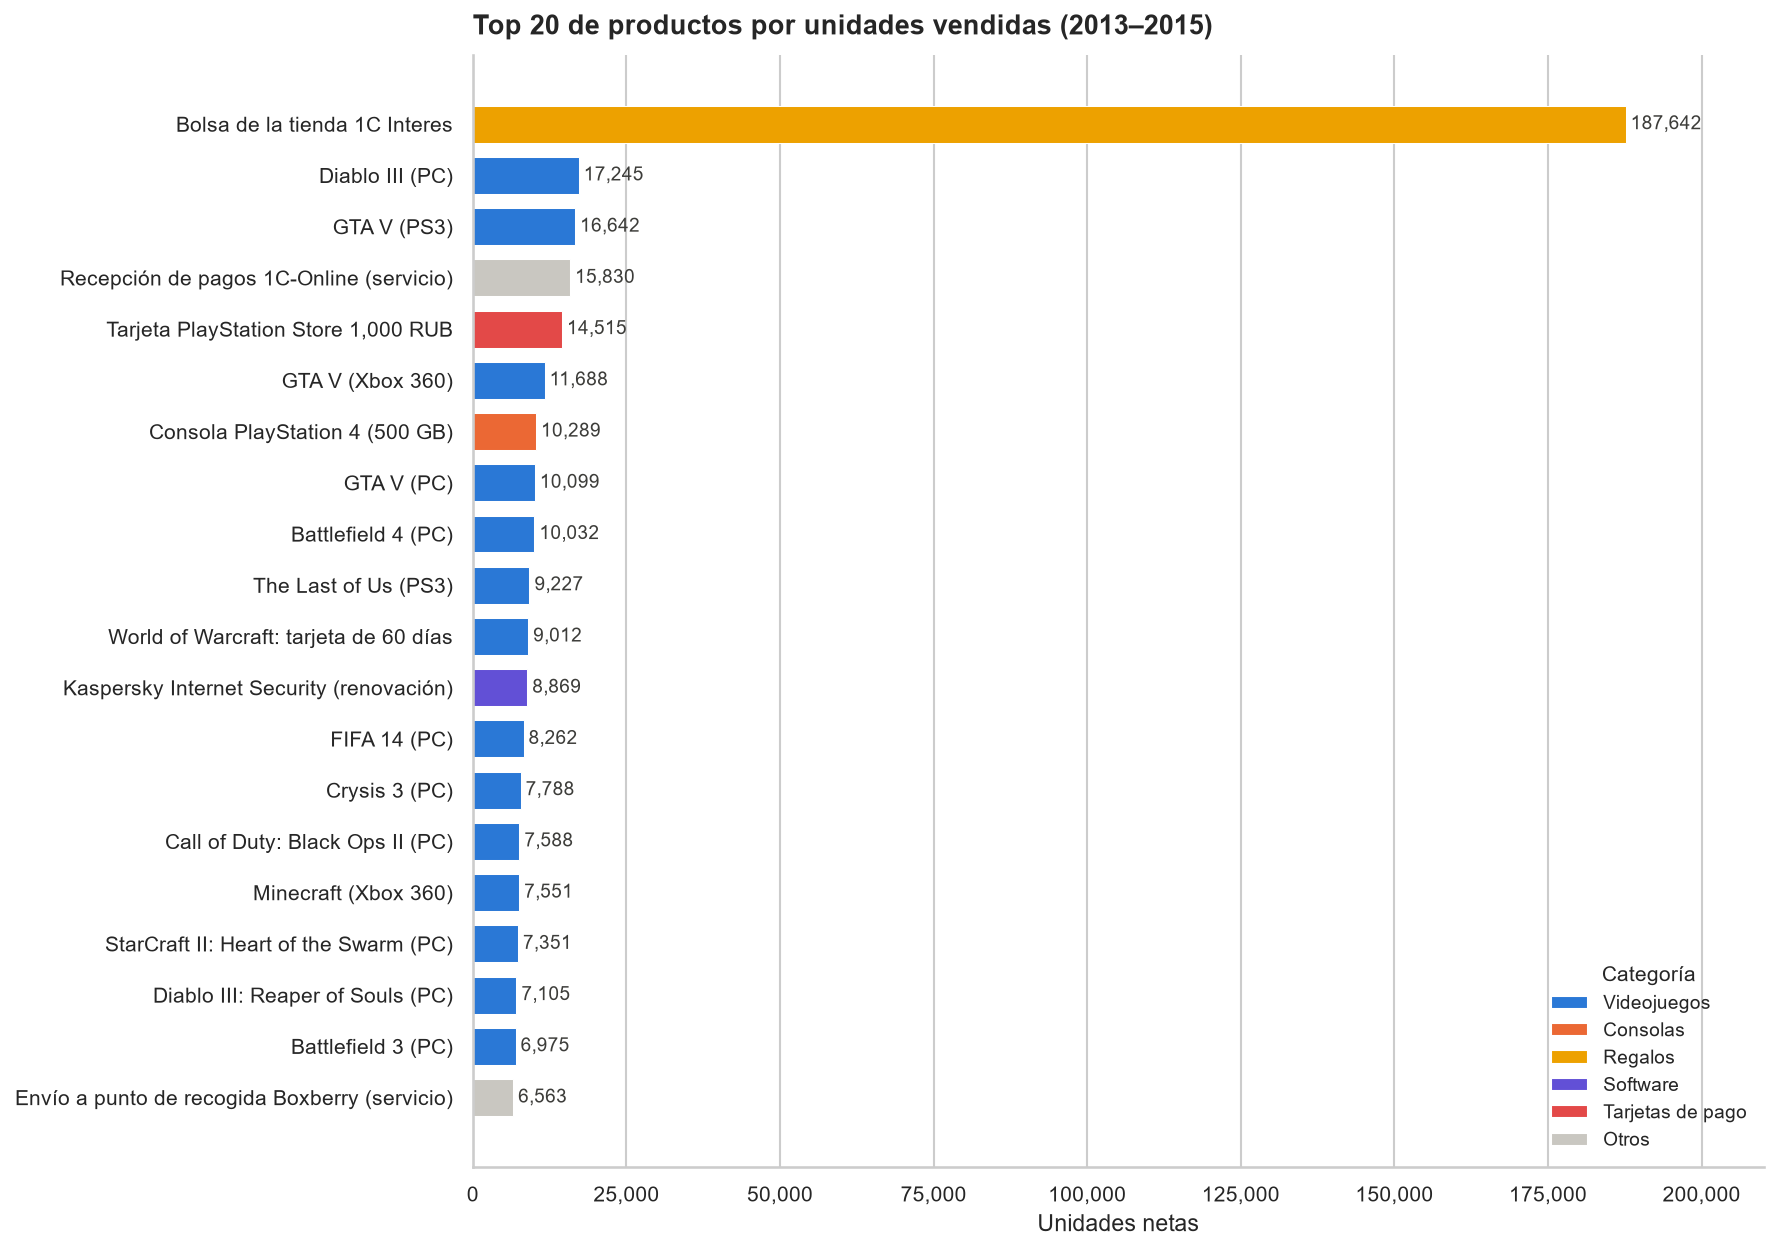 Top 20 de productos por unidades vendidas (2013–2015)
Bolsa de la tienda 1C Interes 187,642
Diablo III (PC) 17,245
GTA V (PS3) 16,642
Recepción de pagos 1C-Online (servicio) 15,830
Tarjeta PlayStation Store 1,000 RUB 14,515
GTA V (Xbox 360) 11,688
Consola PlayStation 4 (500 GB) 10,289
GTA V (PC) 10,099
Battlefield 4 (PC) 10,032
The Last of Us (PS3) 9,227
World of Warcraft: tarjeta de 60 días 9,012
Kaspersky Internet Security (renovación) 8,869
FIFA 14 (PC) 8,262
Crysis 3 (PC) 7,788
Call of Duty: Black Ops II (PC) 7,588
Minecraft (Xbox 360) 7,551
StarCraft II: Heart of the Swarm (PC) 7,351
Diablo III: Reaper of Souls (PC) 7,105
Battlefield 3 (PC) 6,975
Envío a punto de recogida Boxberry (servicio) 6,563
Categoría
Videojuegos
Consolas
Regalos
Software
Tarjetas de pago
Otros
0 25,000 50,000 75,000 100,000 125,000 150,000 175,000 200,000
Unidades netas